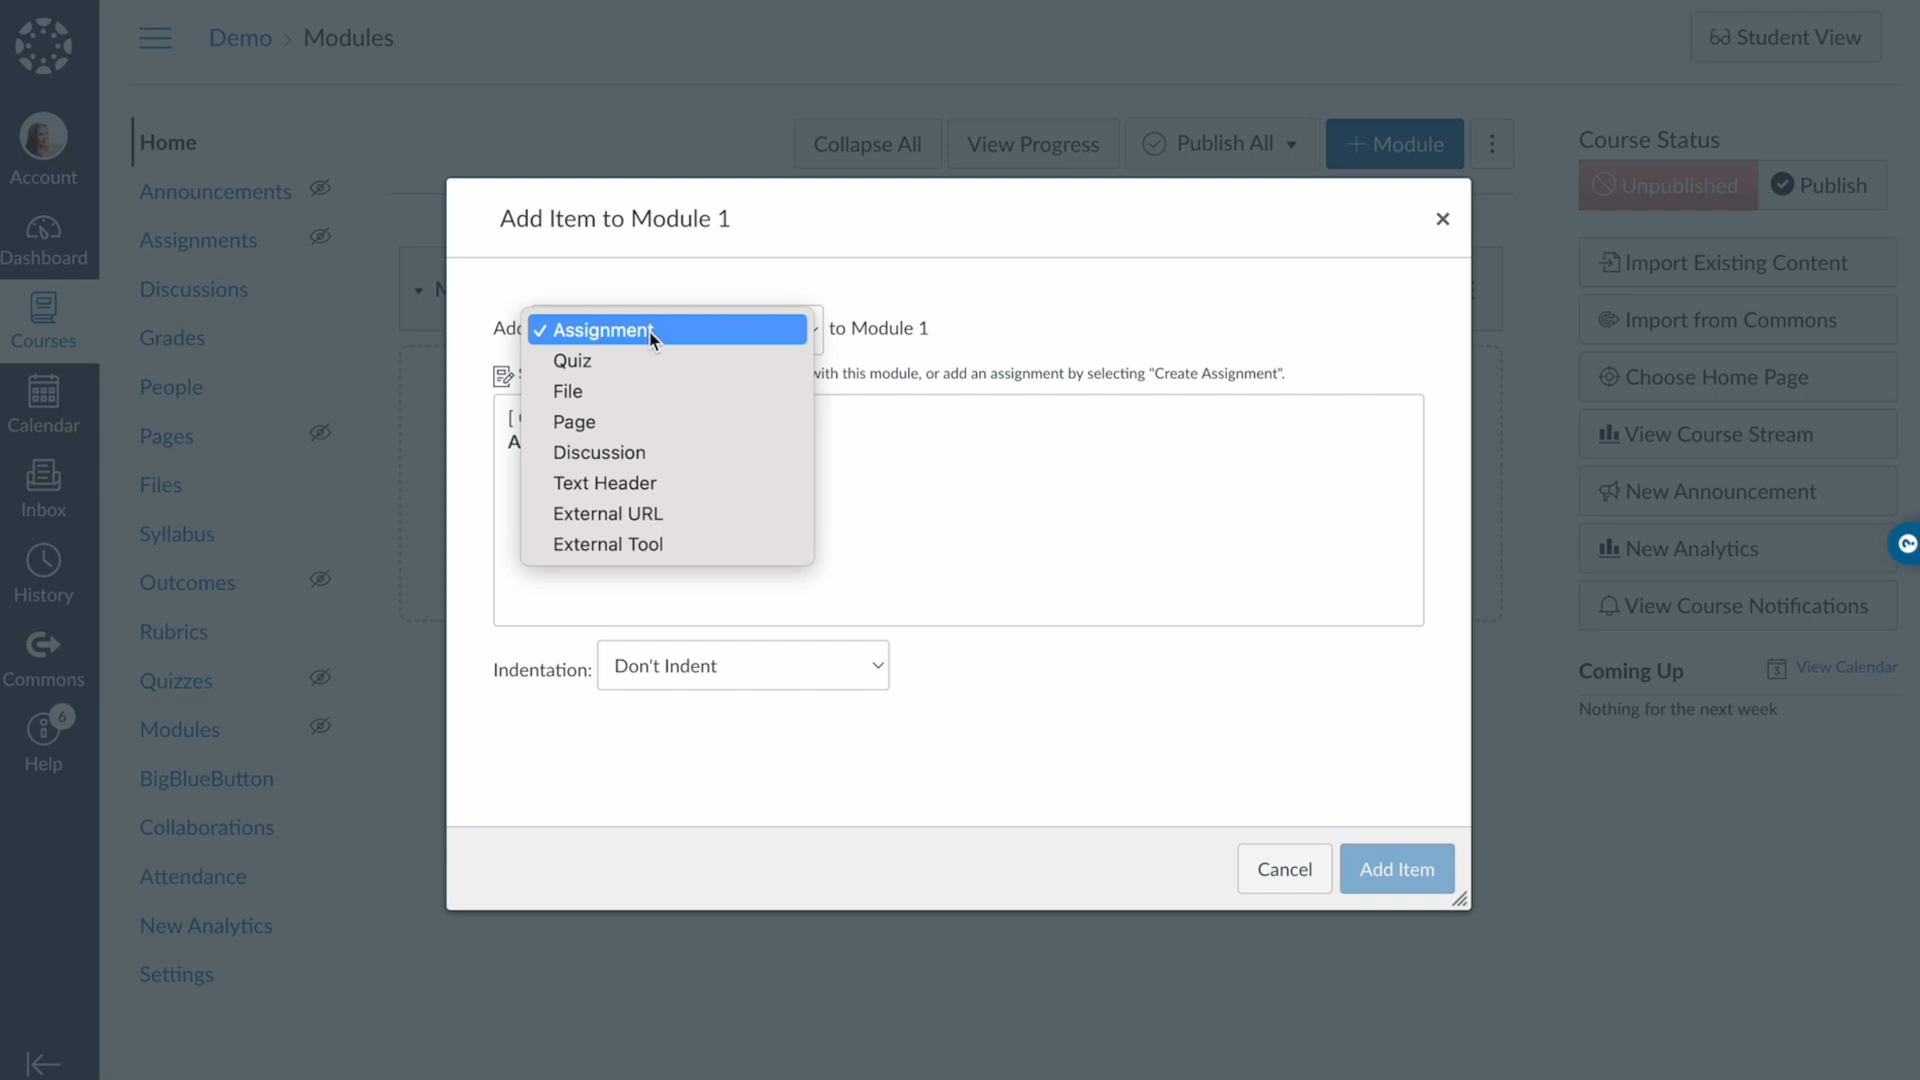 Demo > Modules
Student View
Account
Dashboard
Courses
Calendar
Inbox
History
Commons
6
Help
Home
Announcements
Assignments
Discussions
Grades
People
Pages
Files
Syllabus
Outcomes
Rubrics
Quizzes
Modules
BigBlueButton
Collaborations
Attendance
New Analytics
Settings
Collapse All
View Progress
Publish All
+ Module
Add Item to Module 1
Add
to Module 1
Assignment
Quiz
File
Page
Discussion
Text Header
External URL
External Tool
with this module, or add an assignment by selecting "Create Assignment".
[
A
Indentation: Don't Indent
Cancel
Add Item
Course Status
Unpublished
Publish
Import Existing Content
Import from Commons
Choose Home Page
View Course Stream
New Announcement
New Analytics
View Course Notifications
Coming Up
3 View Calendar
Nothing for the next week